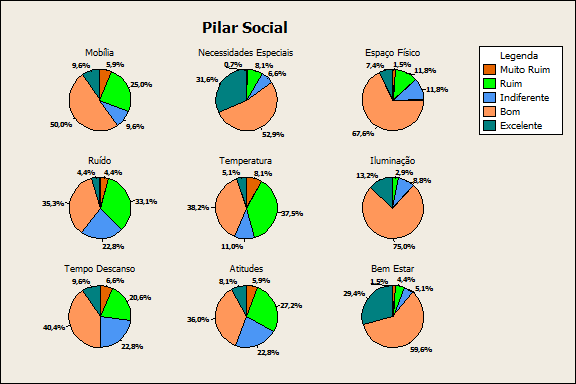 Pilar Social
Mobília
9,6% 5,9%
25,0%
50,0% 9,6%
Necessidades Especiais
0,7% 8,1%
31,6% 6,6%
52,9%
Espaço Físico
7,4% 1,5%
11,8%
11,8%
67,6%
Legenda
Muito Ruim
Ruim
Indiferente
Bom
Excelente
Ruído
4,4% 4,4%
35,3% 33,1%
22,8%
Temperatura
5,1% 8,1%
38,2% 37,5%
11,0%
Iluminação
13,2% 2,9%
8,8%
75,0%
Tempo Descanso
9,6% 6,6%
20,6%
40,4%
22,8%
Atitudes
8,1% 5,9%
27,2%
36,0%
22,8%
Bem Estar
1,5% 4,4%
29,4% 5,1%
59,6%